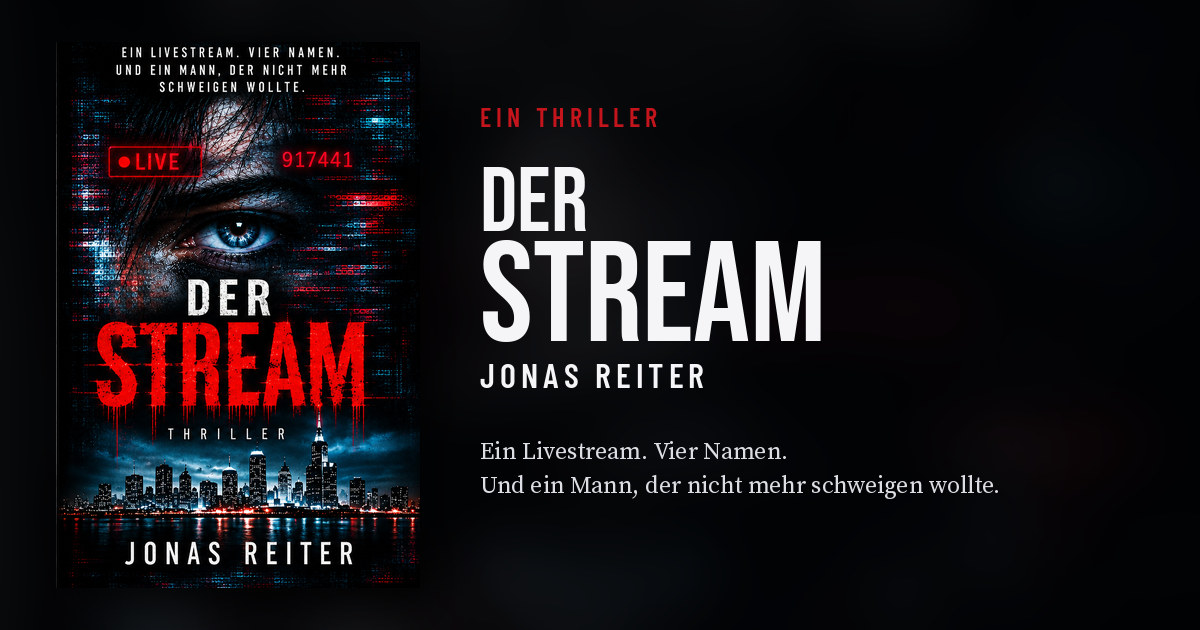 EIN LIVESTREAM. VIER NAMEN.
UND EIN MANN, DER NICHT MEHR
SCHWEIGEN WOLLTE.
LIVE
917441
DER
STREAM
THRILLER
JONAS REITER
EIN THRILLER
DER
STREAM
JONAS REITER
Ein Livestream. Vier Namen.
Und ein Mann, der nicht mehr schweigen wollte.